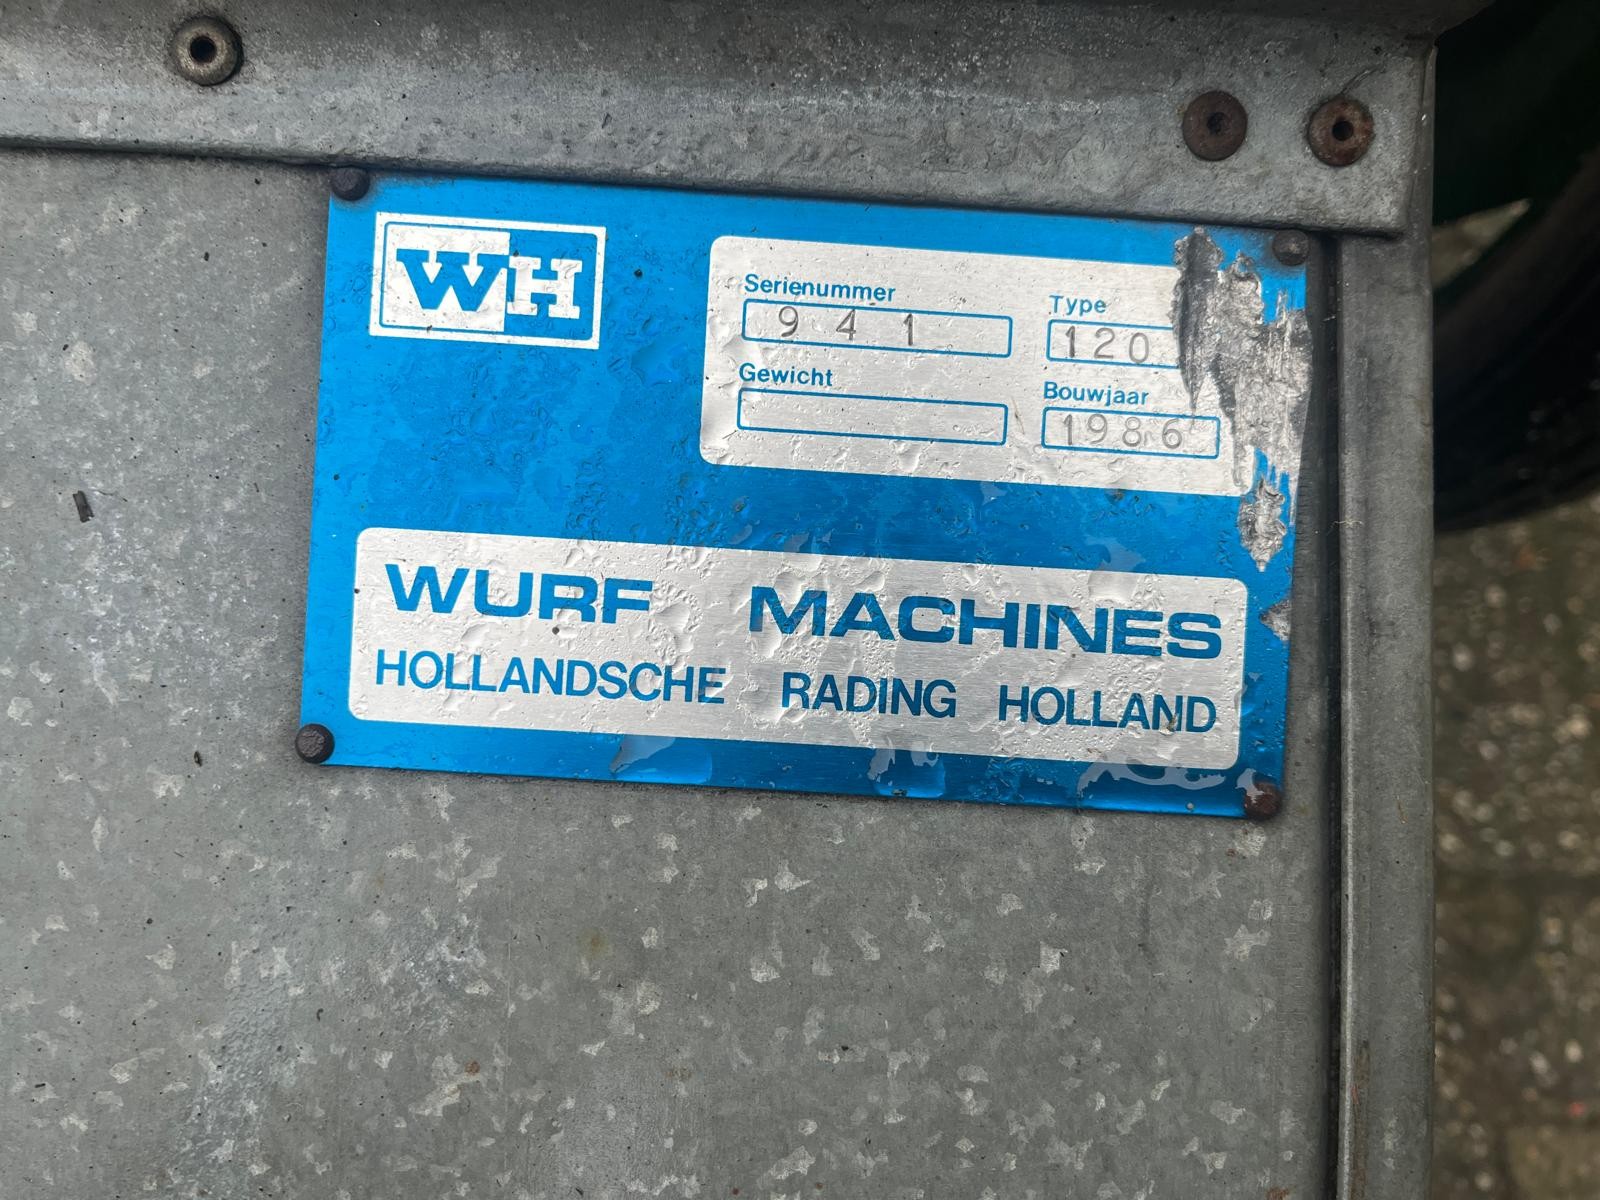 WH
Serienummer
Type
941
120
Gewicht
Bouwjaar
1986
WURF MACHINES
HOLLANDSCHE RADING HOLLAND